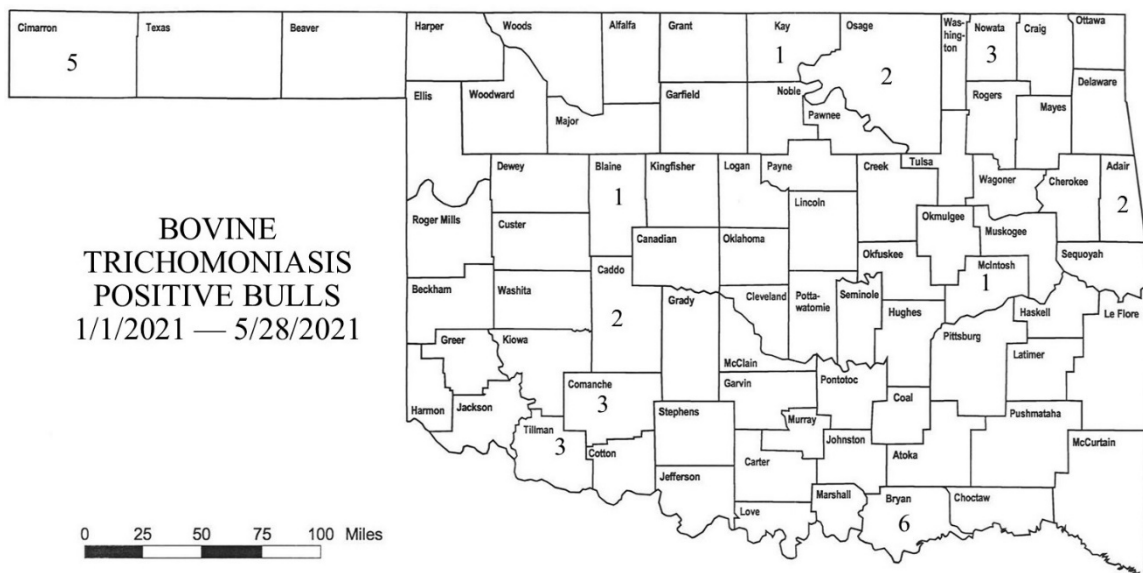 Cimarron
5
Texas
Beaver
Harper
Woods
Alfalfa
Grant
Kay
1
Osage
2
Was-
hing-
ton
Nowata
3
Craig
Ottawa
Ellis
Woodward
Major
Garfield
Noble
Pawnee
Rogers
Mayes
Delaware
Dewey
Blaine
1
Kingfisher
Logan
Payne
Creek
Tulsa
Wagoner
Cherokee
Adair
2
Lincoln
Roger Mills
Custer
Canadian
Oklahoma
Okmulgee
Muskogee
Okfuskee
McIntosh
1
Sequoyah
BOVINE
TRICHOMONIASIS
POSITIVE BULLS
1/1/2021 — 5/28/2021
Beckham
Washita
Caddo
2
Grady
Cleveland
Potta-
watomie
Seminole
Hughes
Haskell
Le Flore
Pittsburg
Greer
Kiowa
McClain
Latimer
Comanche
3
Garvin
Pontotoc
Coal
Harmon
Jackson
Tillman
3
Stephens
Murray
Pushmataha
Cotton
Carter
Johnston
Atoka
McCurtain
Jefferson
Love
Marshall
Bryan
6
Choctaw
0 25 50 75 100 Miles